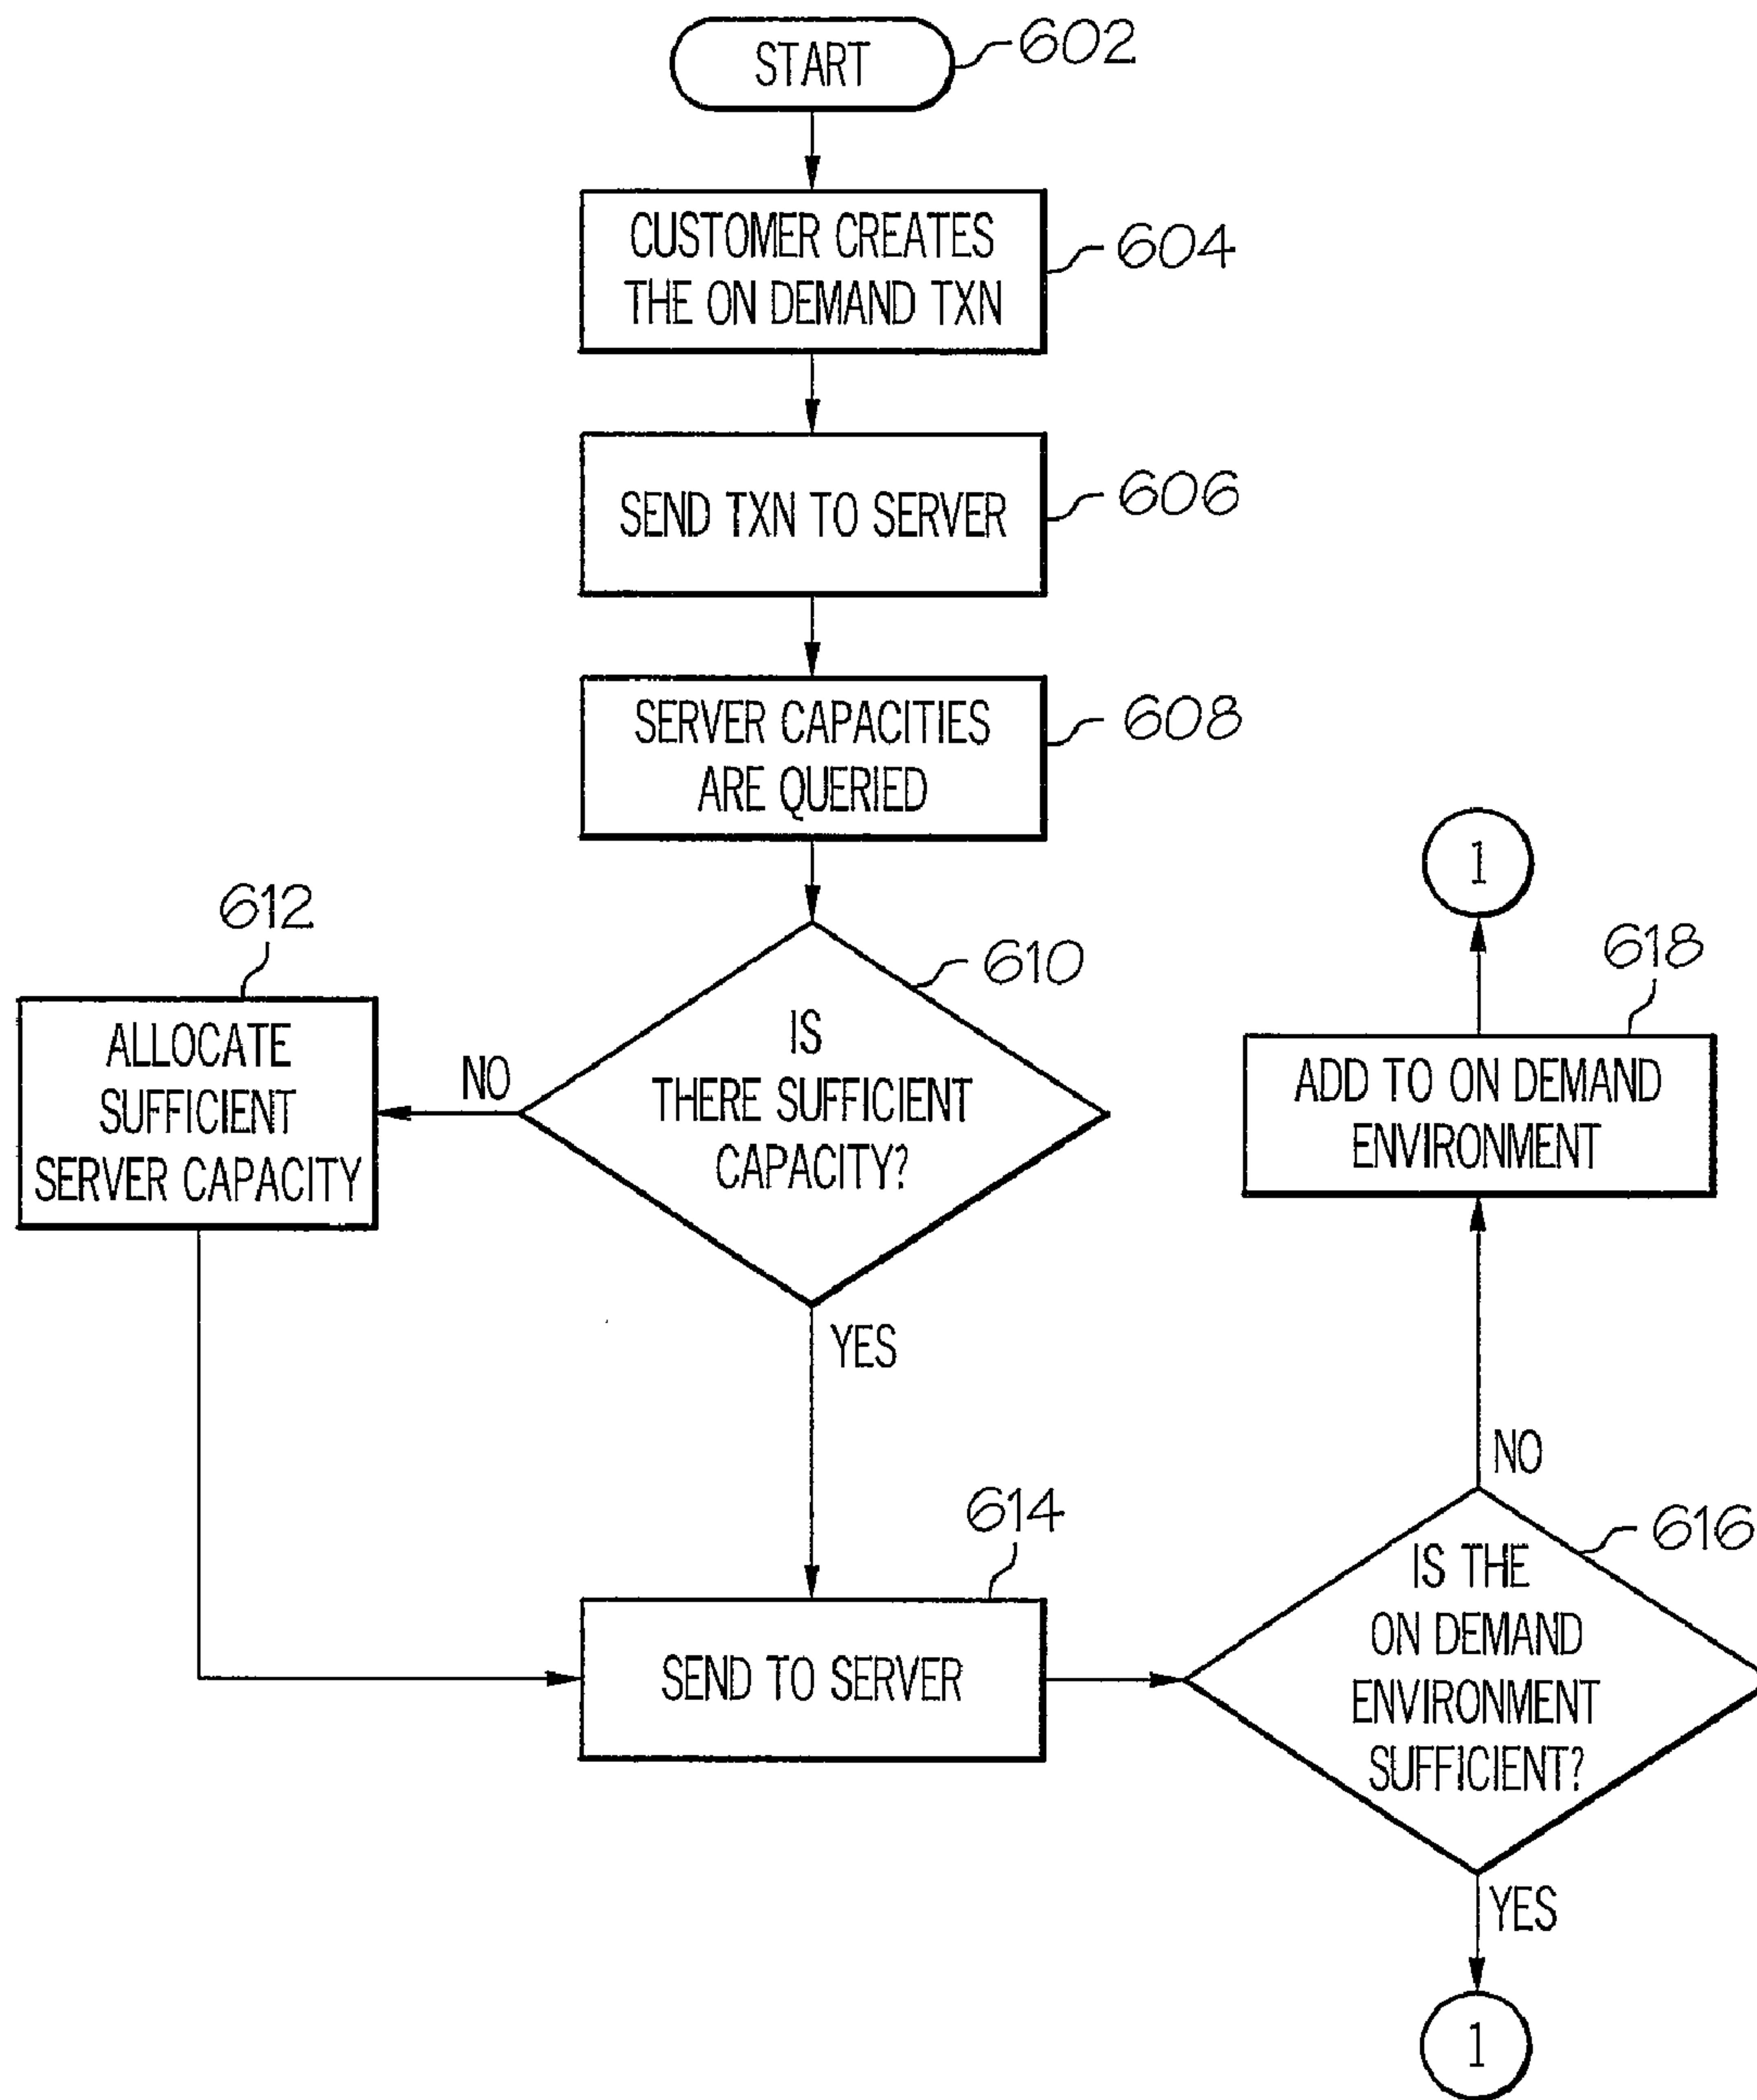 START
602
CUSTOMER CREATES
THE ON DEMAND TXN
604
SEND TXN TO SERVER
606
SERVER CAPACITIES
ARE QUERIED
608
IS
THERE SUFFICIENT
CAPACITY?
610
NO
612
ALLOCATE
SUFFICIENT
SERVER CAPACITY
YES
614
SEND TO SERVER
616
IS THE
ON DEMAND
ENVIRONMENT
SUFFICIENT?
NO
618
ADD TO ON DEMAND
ENVIRONMENT
1
YES
1